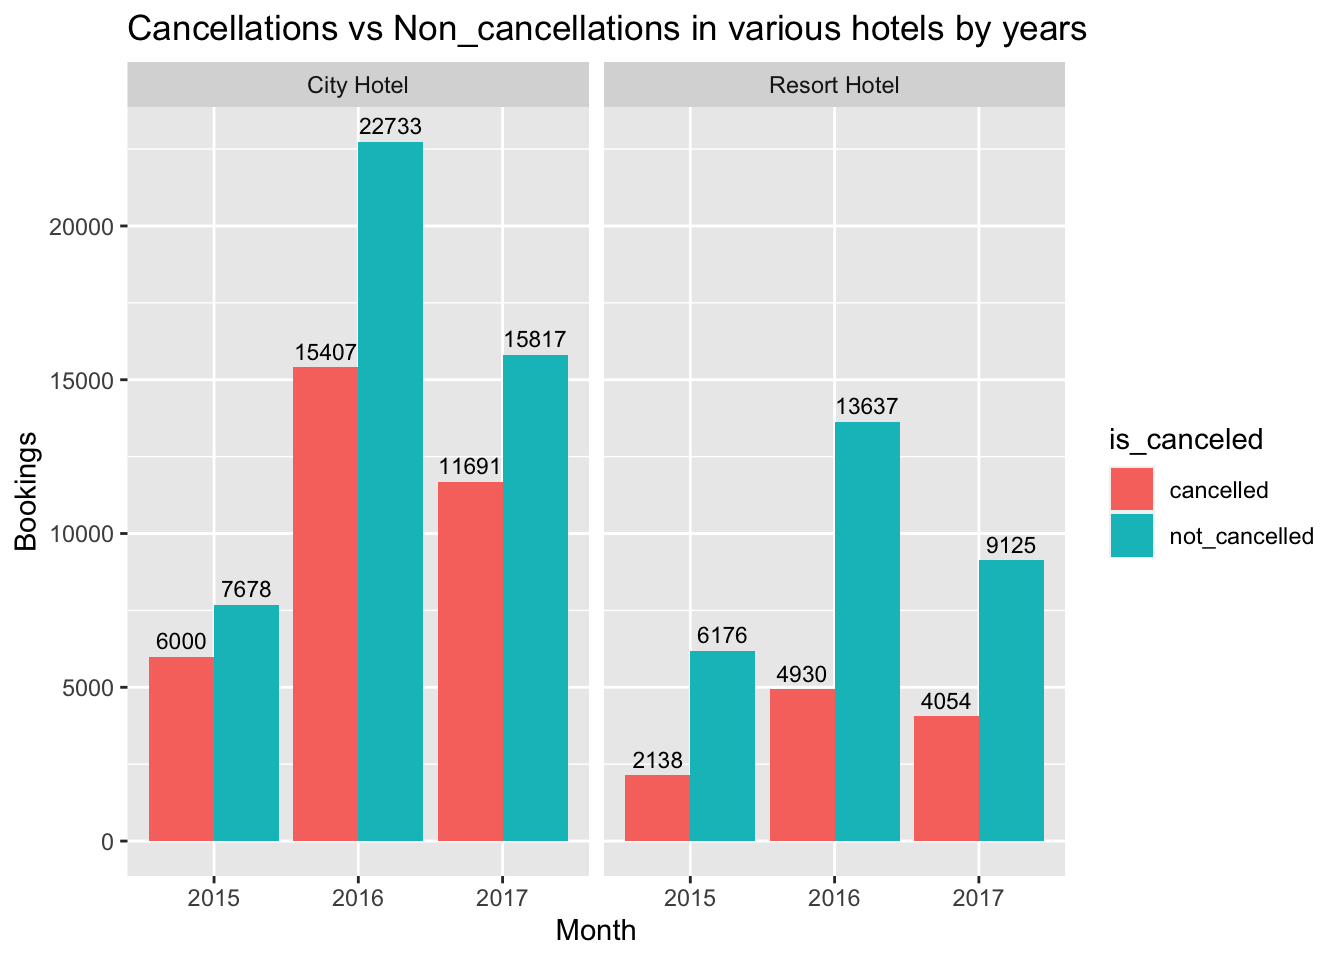 Cancellations vs Non_cancellations in various hotels by years
City Hotel
Resort Hotel
22733
20000
15817
15407
15000
13637
11691
10000
9125
7678
6176
6000
5000
4930
4054
2138
0
Bookings
is_canceled
cancelled
not_cancelled
2015 2016 2017 2015 2016 2017
Month